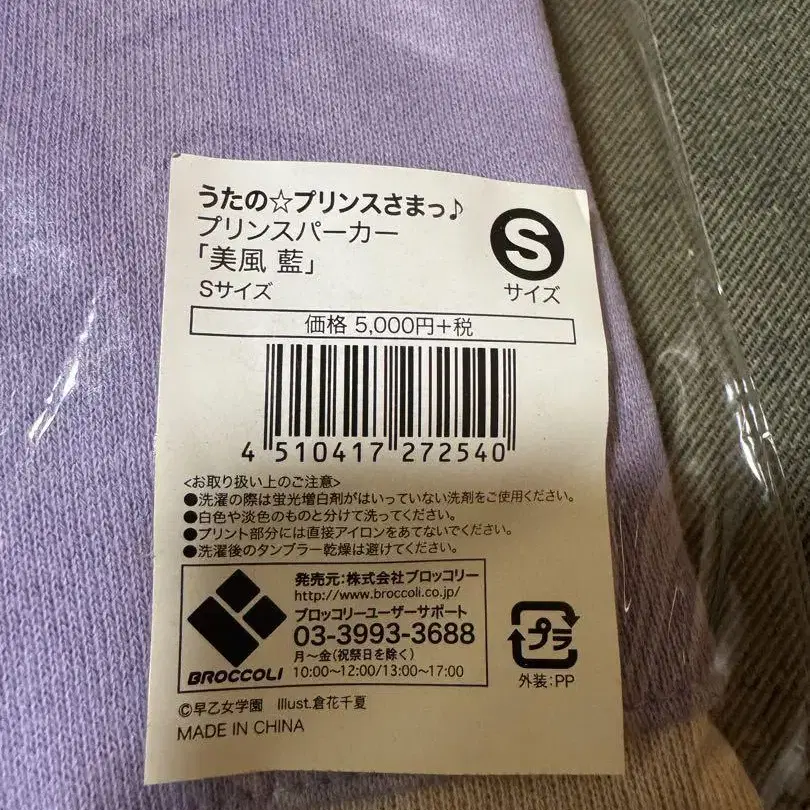 うたの☆プリンスさまっ♪
プリンスパーカー
「美風 藍」
Sサイズ
S
サイズ
価格 5,000円+税
4 510417 272540
<お取り扱い上のご注意>
●洗濯の際は蛍光増白剤がはいっていない洗剤をご使用ください。
●白色や淡色のものと分けて洗ってください。
●プリント部分には直接アイロンをあてないでください。
●洗濯後のタンブラー乾燥は避けてください。
BROCCOLI
発売元:株式会社ブロッコリー
http://www.broccoli.co.jp/
ブロッコリーユーザーサポート
03-3993-3688
月〜金(祝祭日を除く)
10:00〜12:00/13:00〜17:00
プラ
外装:PP
©早乙女学園 Illust.倉花千夏
MADE IN CHINA